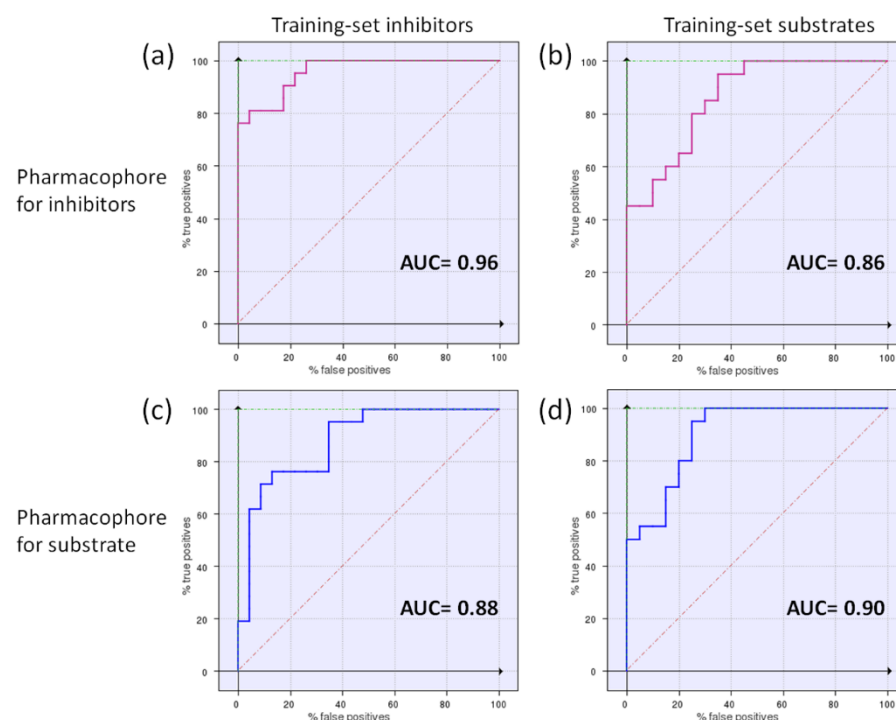 Training-set inhibitors
Training-set substrates
(a)
(b)
Pharmacophore
for inhibitors
% true positives
100
80
60
40
20
0
AUC= 0.96
0 20 40 60 80 100
% false positives
% true positives
100
80
60
40
20
0
AUC= 0.86
0 20 40 60 80 100
% false positives
(c)
(d)
Pharmacophore
for substrate
% true positives
100
80
60
40
20
0
AUC= 0.88
0 20 40 60 80 100
% false positives
% true positives
100
80
60
40
20
0
AUC= 0.90
0 20 40 60 80 100
% false positives